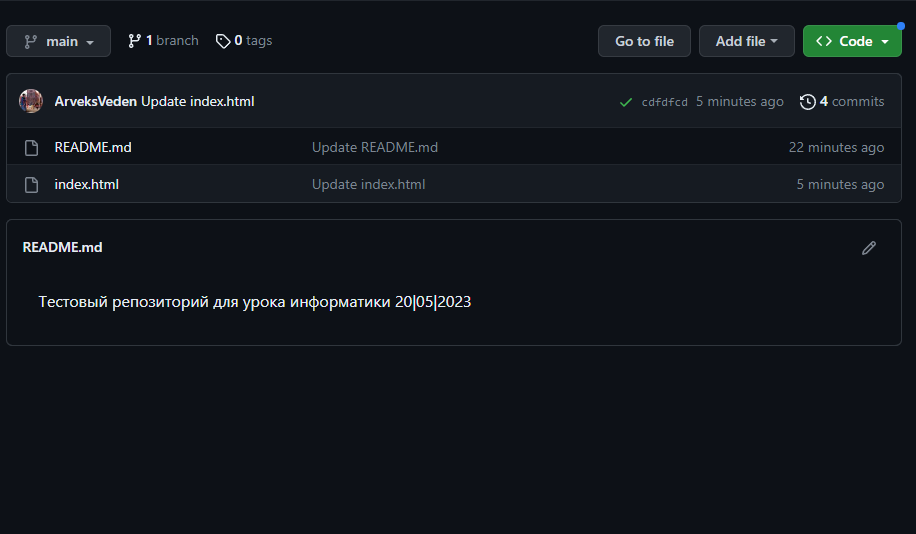 main 1 branch 0 tags Go to file Add file <> Code
ArveksVeden Update index.html cdfdfcd 5 minutes ago 4 commits
README.md Update README.md 22 minutes ago
index.html Update index.html 5 minutes ago
README.md
Тестовый репозиторий для урока информатики 20|05|2023